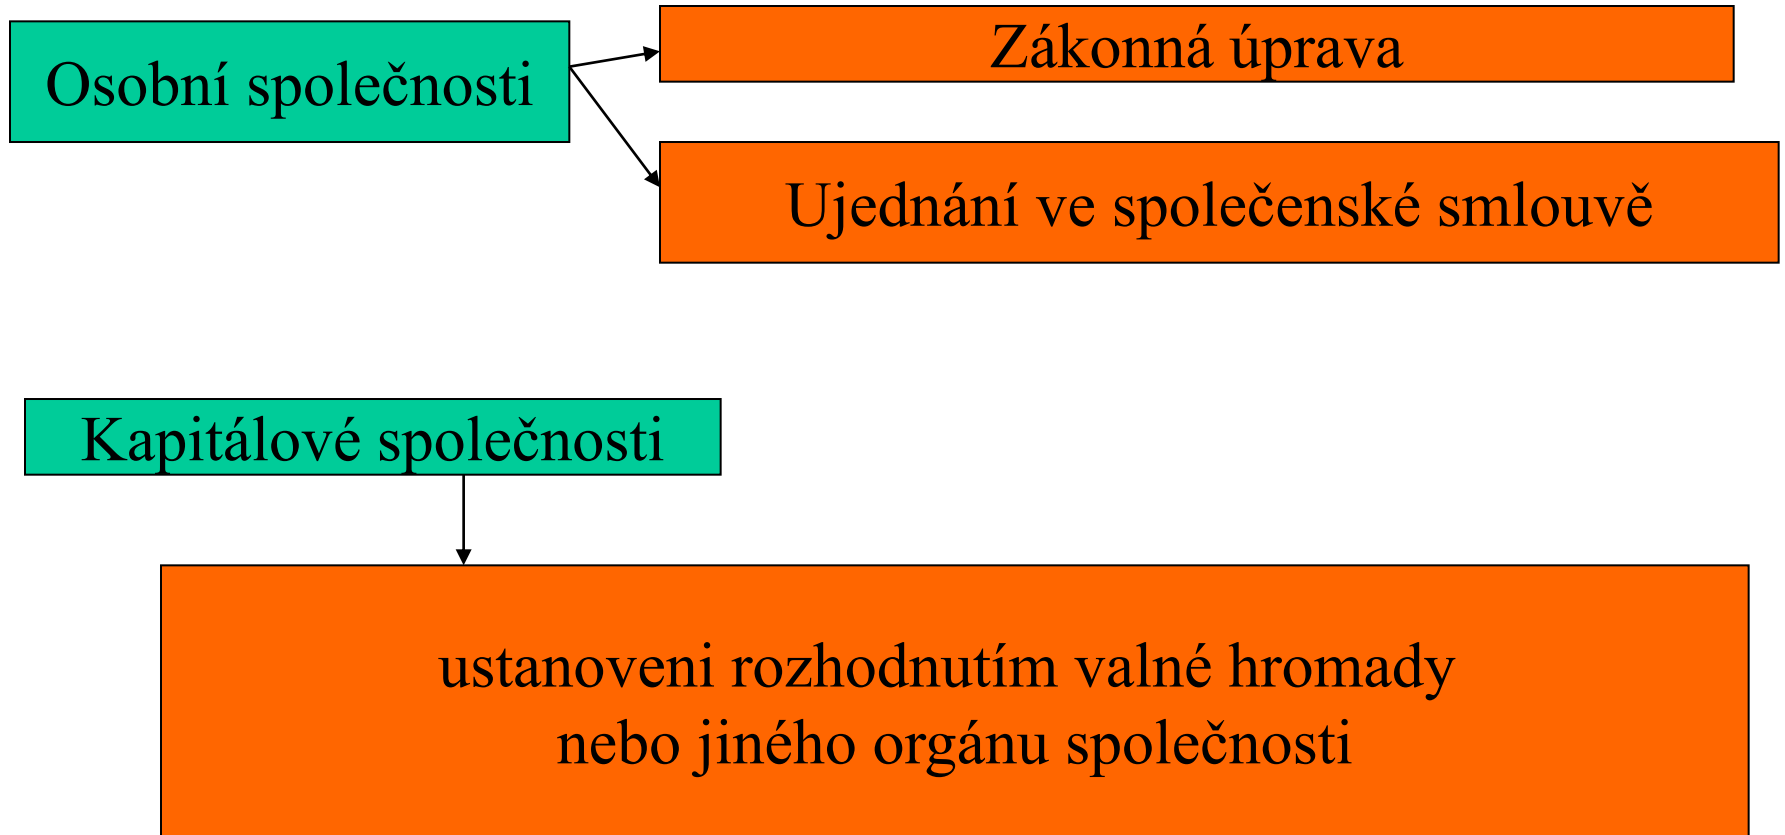 Osobní společnosti
Zákonná úprava
Ujednání ve společenské smlouvě
Kapitálové společnosti
ustanoveni rozhodnutím valné hromady
nebo jiného orgánu společnosti